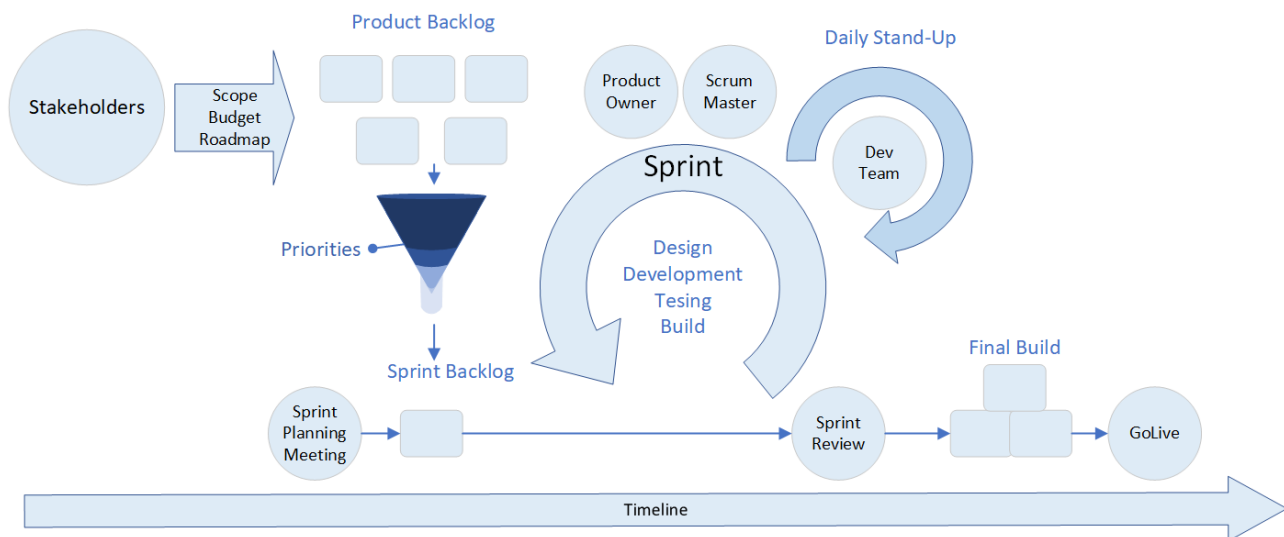 Product Backlog
Daily Stand-Up
Stakeholders
Scope
Budget
Roadmap
Product
Owner
Scrum
Master
Sprint
Dev
Team
Priorities
Design
Development
Tesing
Build
Sprint Backlog
Final Build
Sprint
Planning
Meeting
Sprint
Review
GoLive
Timeline